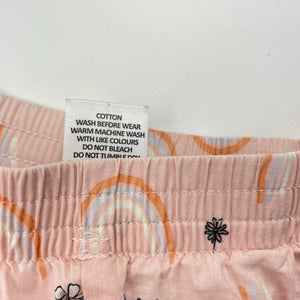 COTTON
WASH BEFORE WEAR
WARM MACHINE WASH
WITH LIKE COLOURS
DO NOT BLEACH
DO NOT TUMBLE DRY